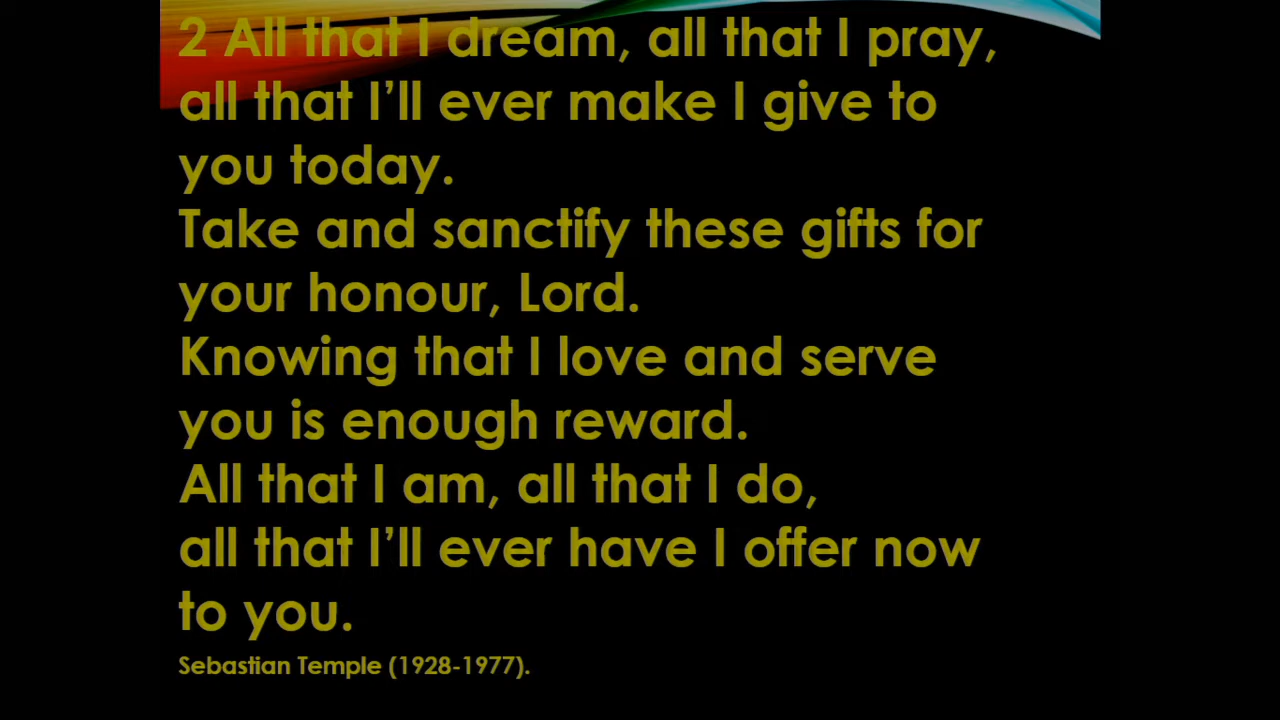 2 All that I dream, all that I pray,
all that I’ll ever make I give to
you today.
Take and sanctify these gifts for
your honour, Lord.
Knowing that I love and serve
you is enough reward.
All that I am, all that I do,
all that I’ll ever have I offer now
to you.
Sebastian Temple (1928-1977).